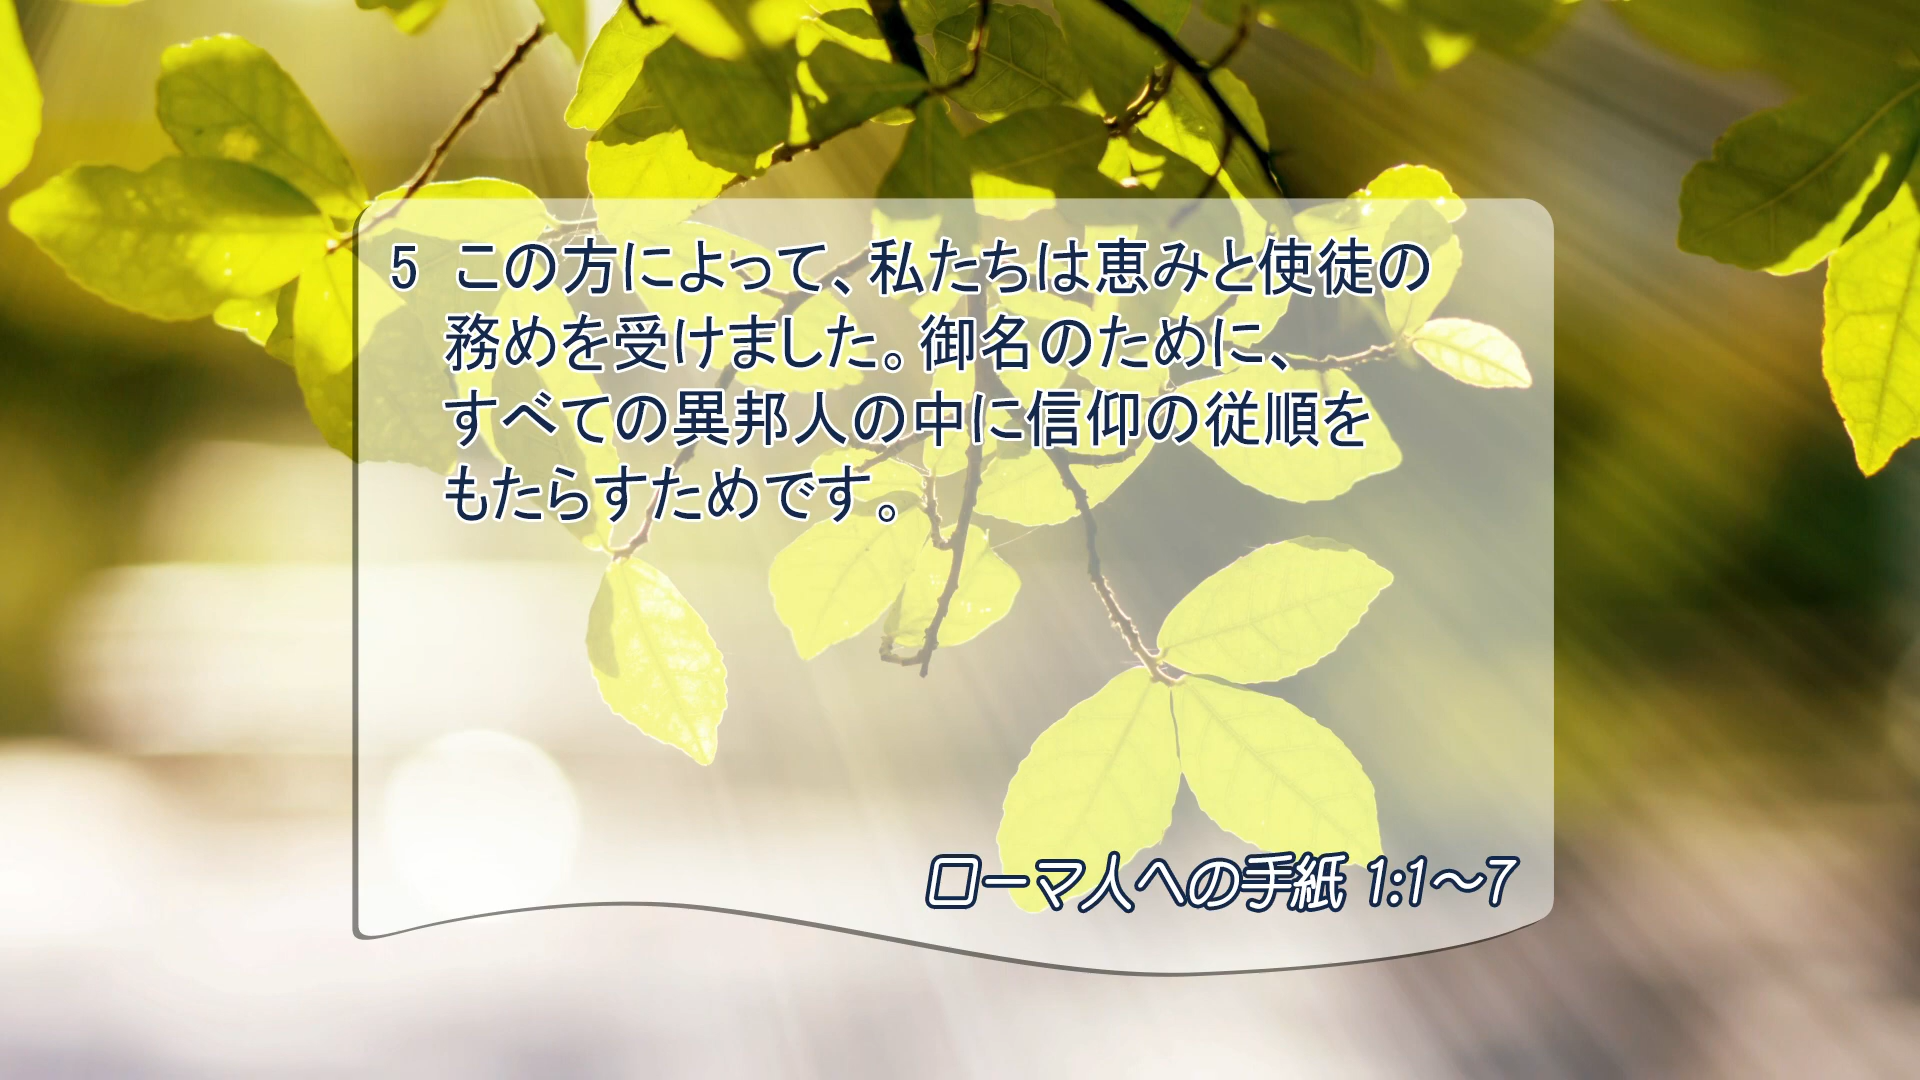 5 この方によって、私たちは恵みと使徒の
務めを受けました。御名のために、
すべての異邦人の中に信仰の従順を
もたらすためです。
ローマ人への手紙 1:1～7